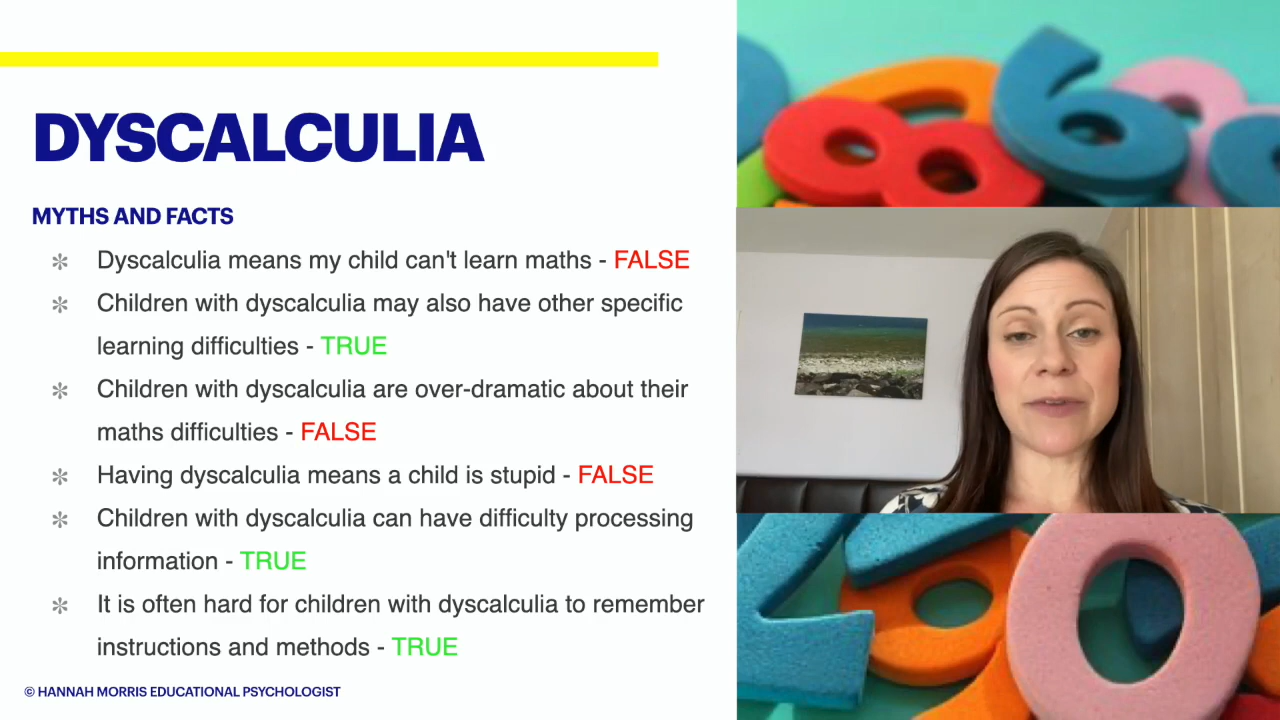 DYSCALCULIA
MYTHS AND FACTS
✻ Dyscalculia means my child can't learn maths - FALSE
✻ Children with dyscalculia may also have other specific
learning difficulties - TRUE
✻ Children with dyscalculia are over-dramatic about their
maths difficulties - FALSE
✻ Having dyscalculia means a child is stupid - FALSE
✻ Children with dyscalculia can have difficulty processing
information - TRUE
✻ It is often hard for children with dyscalculia to remember
instructions and methods - TRUE
© HANNAH MORRIS EDUCATIONAL PSYCHOLOGIST
8
6
0